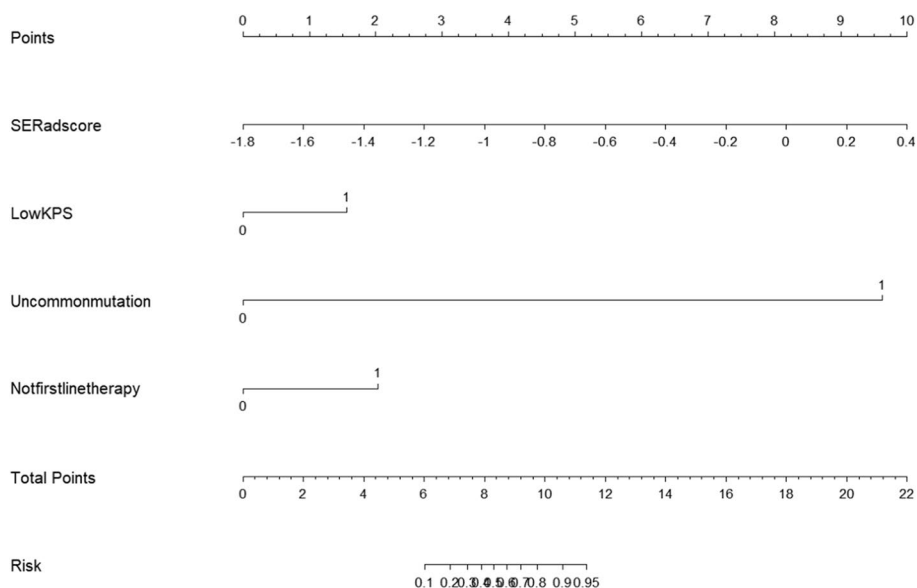 0 1 2 3 4 5 6 7 8 9 10
Points
SERadscore
-1.8 -1.6 -1.4 -1.2 -1 -0.8 -0.6 -0.4 -0.2 0 0.2 0.4
1
LowKPS
0
1
Uncommonmutation
0
1
Notfirstlinetherapy
0
Total Points
0 2 4 6 8 10 12 14 16 18 20 22
Risk
0.1 0.2 0.3 0.4 0.5 0.6 0.7 0.8 0.9 0.95